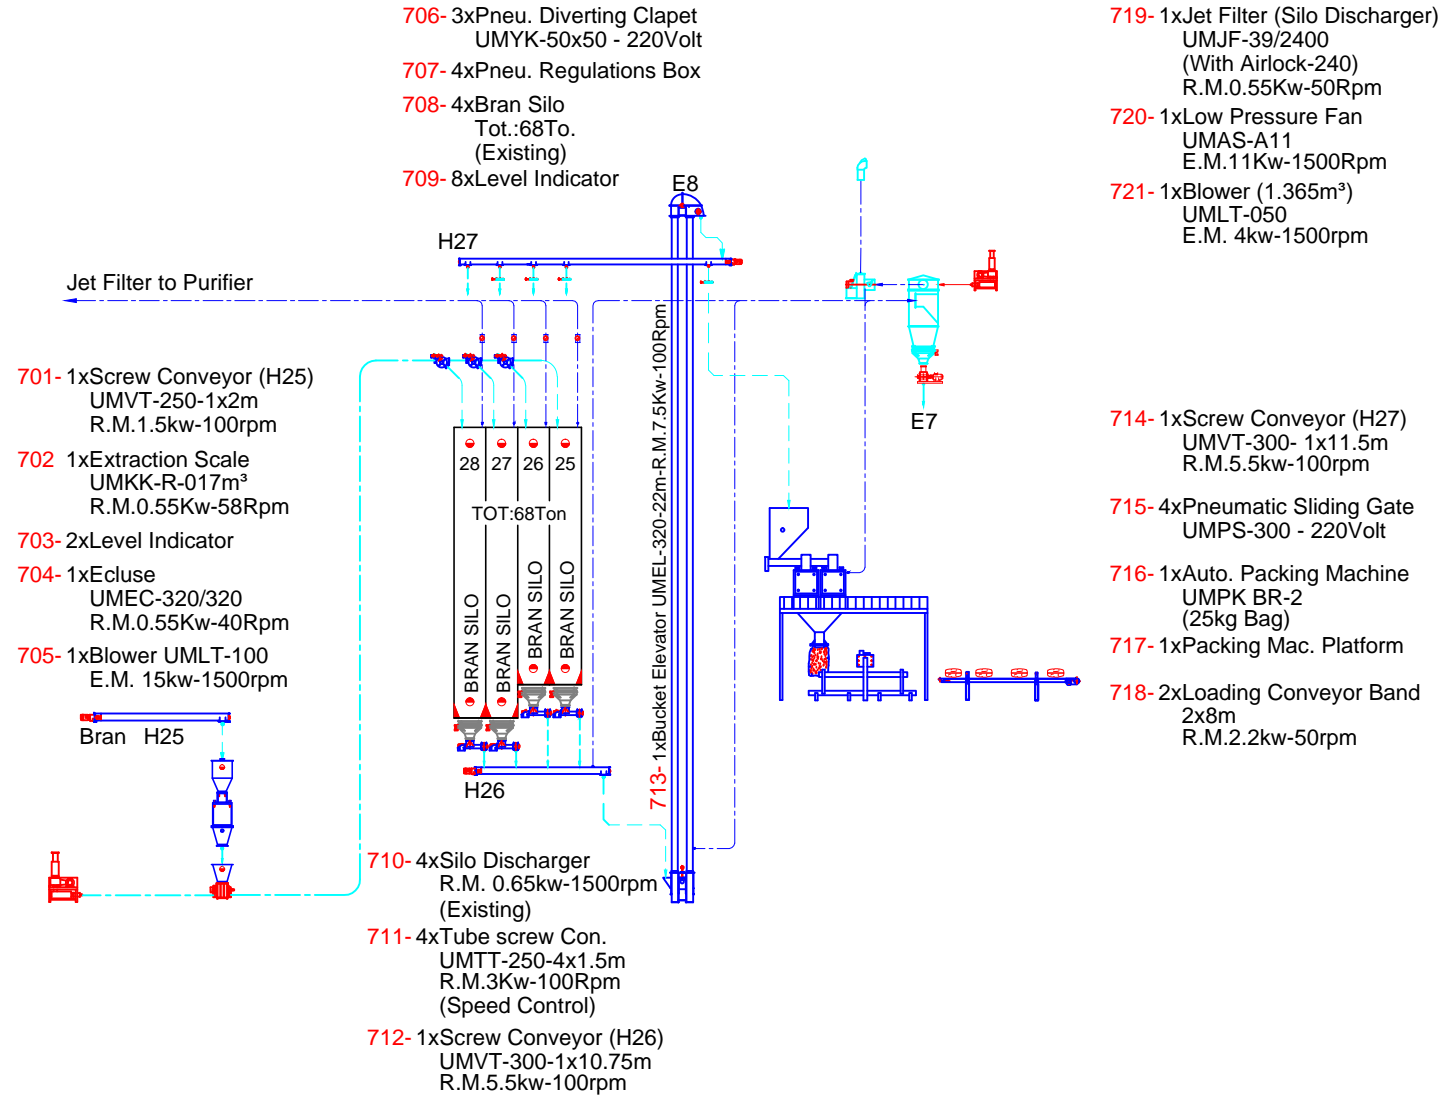 706- 3xPneu. Diverting Clapet
UMYK-50x50 - 220Volt
707- 4xPneu. Regulations Box
708- 4xBran Silo
Tot.:68To.
(Existing)
709- 8xLevel Indicator
719- 1xJet Filter (Silo Discharger)
UMJF-39/2400
(With Airlock-240)
R.M.0.55Kw-50Rpm
720- 1xLow Pressure Fan
UMAS-A11
E.M.11Kw-1500Rpm
721- 1xBlower (1.365m³)
UMLT-050
E.M. 4kw-1500rpm
E8
H27
Jet Filter to Purifier
701- 1xScrew Conveyor (H25)
UMVT-250-1x2m
R.M.1.5kw-100rpm
702 1xExtraction Scale
UMKK-R-017m³
R.M.0.55Kw-58Rpm
703- 2xLevel Indicator
704- 1xEcluse
UMEC-320/320
R.M.0.55Kw-40Rpm
705- 1xBlower UMLT-100
E.M. 15kw-1500rpm
Bran H25
28 27 26 25
TOT:68Ton
BRAN SILO
BRAN SILO
BRAN SILO
BRAN SILO
H26
713- 1xBucket Elevator UMEL-320-22m-R.M.7.5Kw-100Rpm
E7
714- 1xScrew Conveyor (H27)
UMVT-300- 1x11.5m
R.M.5.5kw-100rpm
715- 4xPneumatic Sliding Gate
UMPS-300 - 220Volt
716- 1xAuto. Packing Machine
UMPK BR-2
(25kg Bag)
717- 1xPacking Mac. Platform
718- 2xLoading Conveyor Band
2x8m
R.M.2.2kw-50rpm
710- 4xSilo Discharger
R.M. 0.65kw-1500rpm
(Existing)
711- 4xTube screw Con.
UMTT-250-4x1.5m
R.M.3Kw-100Rpm
(Speed Control)
712- 1xScrew Conveyor (H26)
UMVT-300-1x10.75m
R.M.5.5kw-100rpm